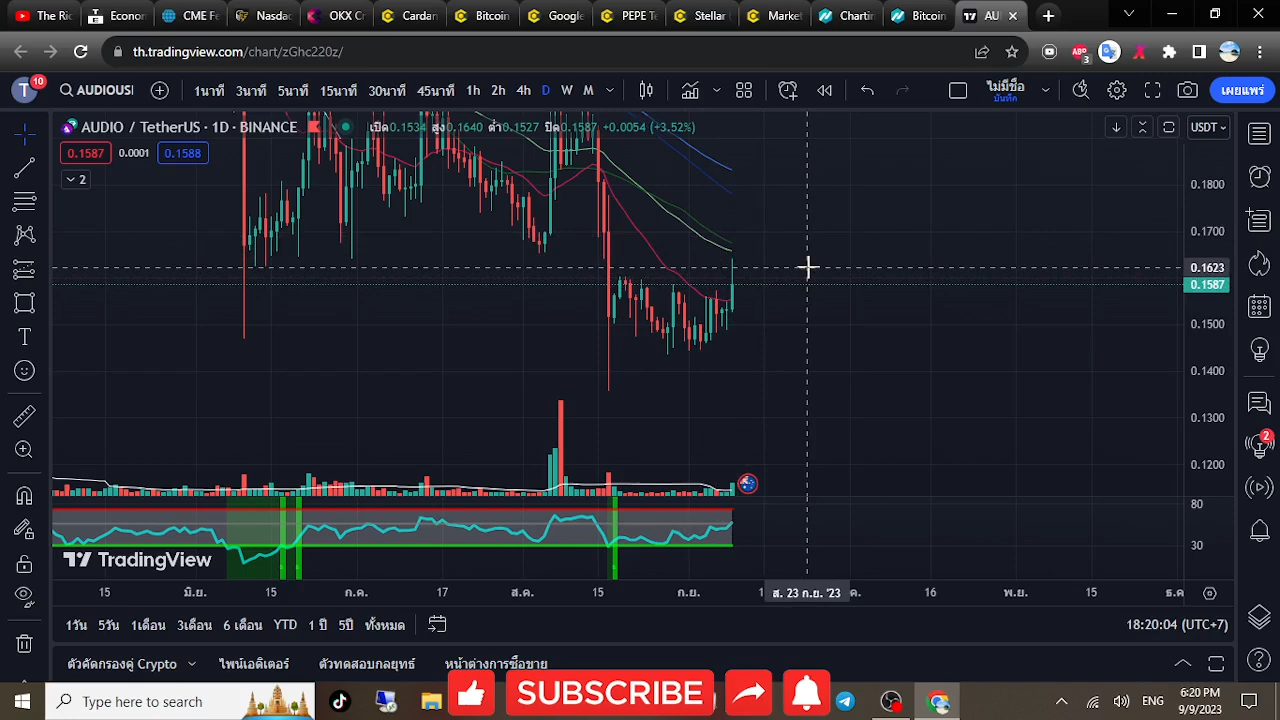 The Ri
Econom
CME Fe
Nasdac
OKX C
Cardan
Bitcoin
Google
PEPE Te
Stellar (
Market
Chartin
Bitcoin
AU
th.tradingview.com/chart/zGhc220z/
ABP
3
T
10
AUDIOUSI
1นาที
3นาที
5นาที
15นาที
30นาที
45นาที
1h
2h
4h
D
W
M
ไม่มีชื่อ
บันทึก
เผยแพร่
AUDIO / TetherUS · 1D · BINANCE
เปิด0.1534 สูง0.1640 ต่ำ0.1527 ปิด0.1587 +0.0054 (+3.52%)
USDT
0.1587
0.0001
0.1588
2
0.1800
0.1700
0.1623
0.1587
0.1500
0.1400
0.1300
0.1200
80
30
TradingView
15
มิ.ย.
15
ก.ค.
17
ส.ค.
15
ก.ย.
ส. 23 ก.ย. '23
16
พ.ย.
15
ธ.ค
1วัน
5วัน
1เดือน
3เดือน
6 เดือน
YTD
1 ปี
5ปี
ทั้งหมด
18:20:04 (UTC+7)
ตัวคัดกรองคู่ Crypto
ไพน์เอดิเตอร์
ตัวทดสอบกลยุทธ์
หน้าต่างการซื้อขาย
2
SUBSCRIBE
Type here to search
ENG
6:20 PM
9/9/2023